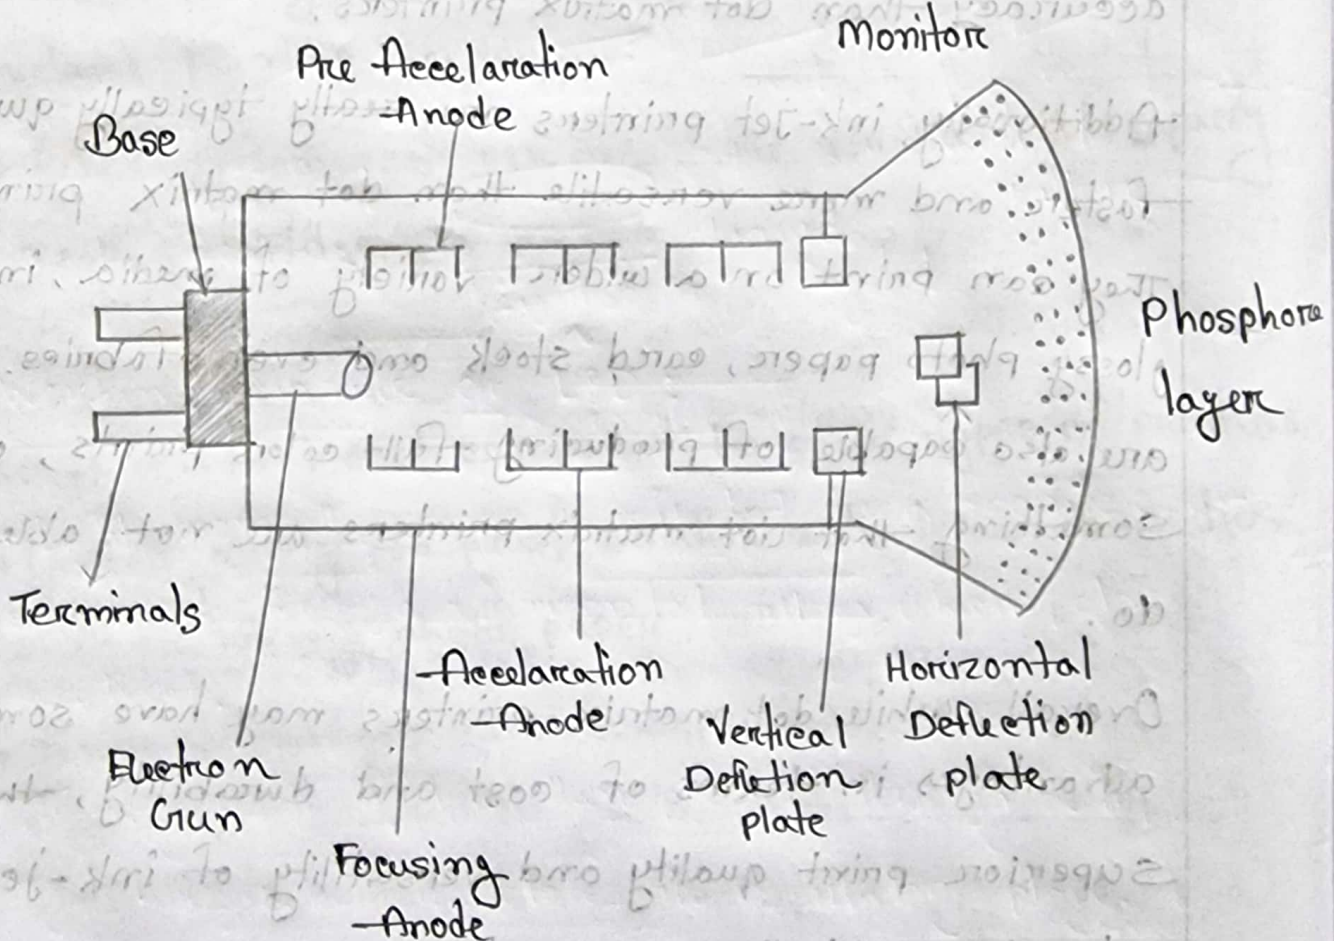 Monitor
Pre Accelaration
Anode
Base
Phosphore
layer
Terminals
Accelaration
Anode
Horizontal
Deflection
plate
Vertical
Defletion
plate
Electron
Gun
Focusing
Anode